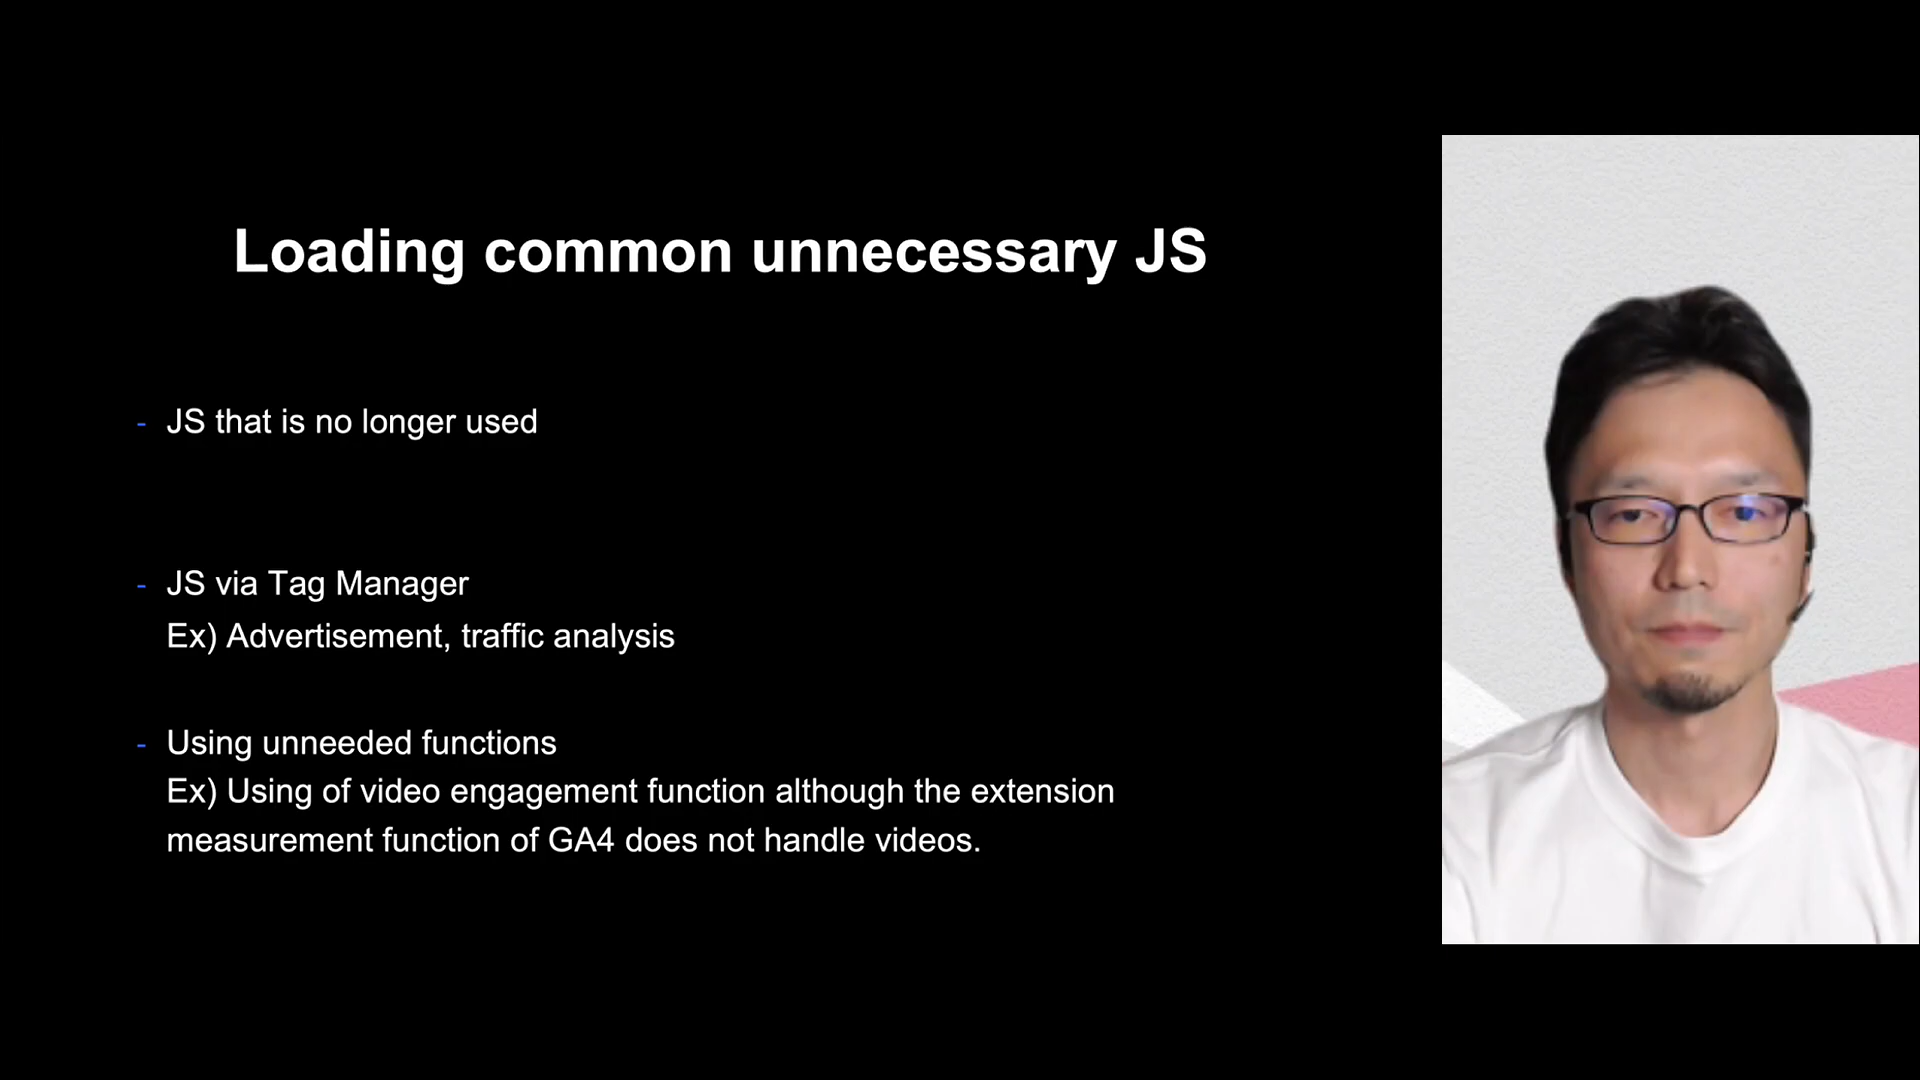 Loading common unnecessary JS
- JS that is no longer used
- JS via Tag Manager
Ex) Advertisement, traffic analysis
- Using unneeded functions
Ex) Using of video engagement function although the extension
measurement function of GA4 does not handle videos.